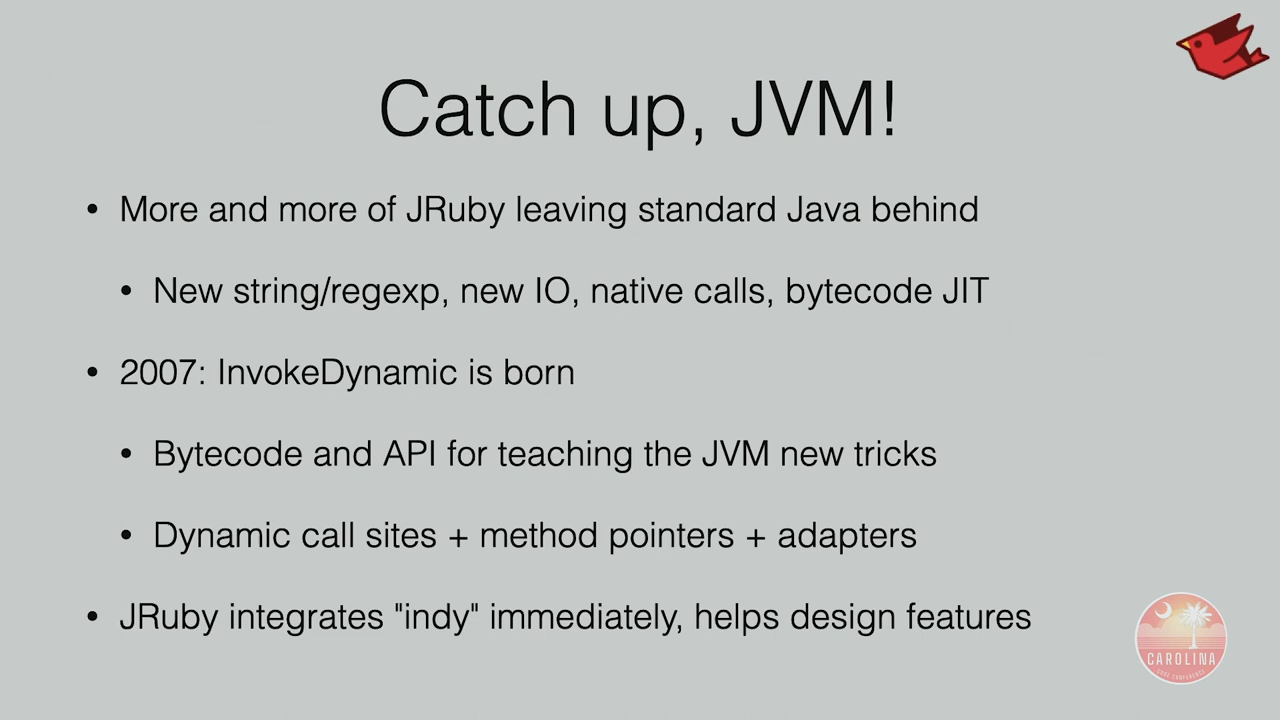 Catch up, JVM!
• More and more of JRuby leaving standard Java behind
• New string/regexp, new IO, native calls, bytecode JIT
• 2007: InvokeDynamic is born
• Bytecode and API for teaching the JVM new tricks
• Dynamic call sites + method pointers + adapters
• JRuby integrates "indy" immediately, helps design features
CAROLINA
CODE CONFERENCE